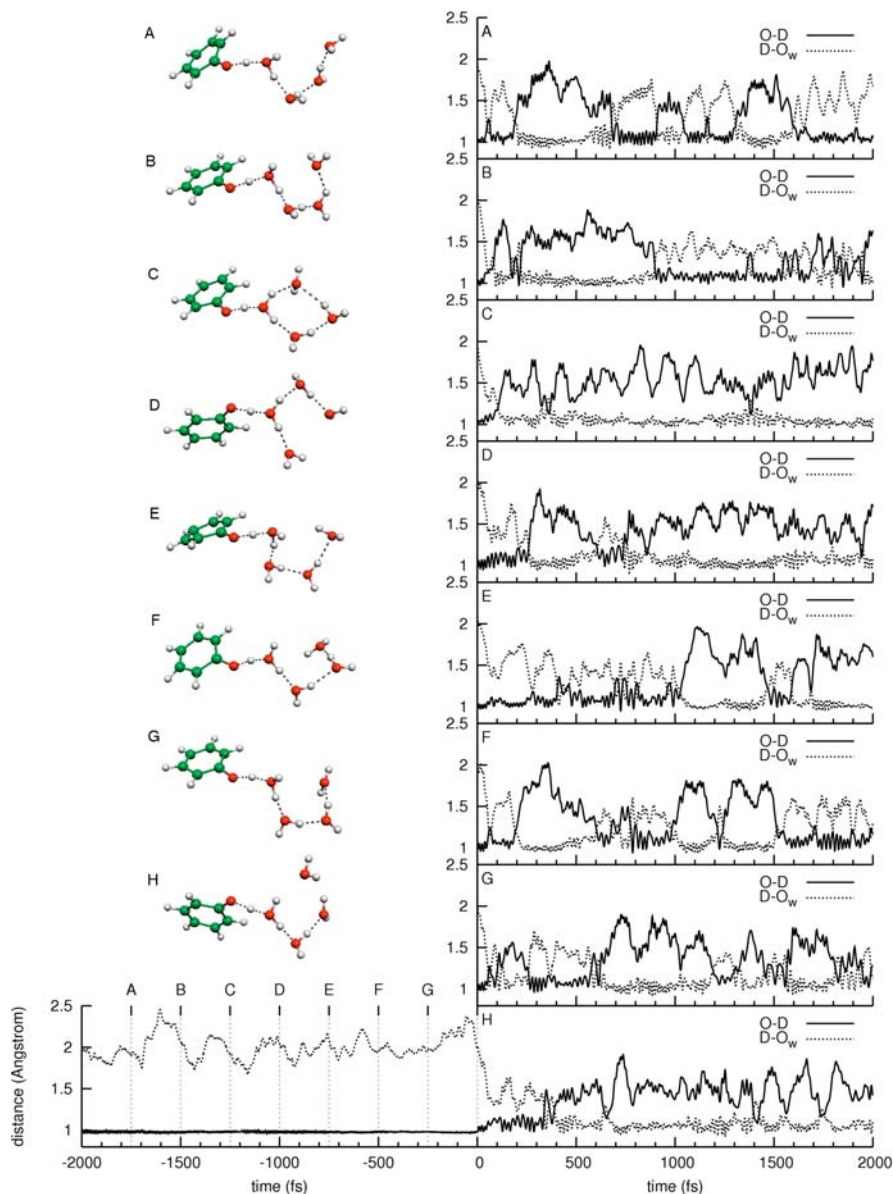 A
B
C
D
E
F
G
H
2.5
A
O-D
D-Ow
2
1.5
1
2.5
B
O-D
D-Ow
2
1.5
1
2.5
C
O-D
D-Ow
2
1.5
1
2.5
D
O-D
D-Ow
2
1.5
1
2.5
E
O-D
D-Ow
2
1.5
1
2.5
F
O-D
D-Ow
2
1.5
1
2.5
G
O-D
D-Ow
2
1.5
1
H
O-D
D-Ow
0 500 1000 1500 2000
time (fs)
A B C D E F G
distance (Angstrom)
2.5
2
1.5
1
-2000 -1500 -1000 -500
time (fs)